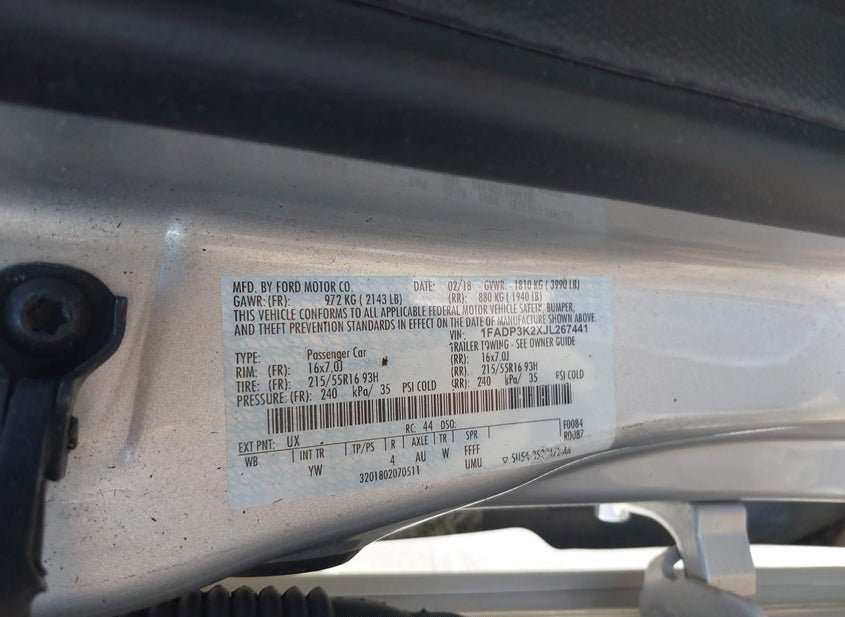 MFD. BY FORD MOTOR CO. DATE: 02/18 GVWR: 1810 KG ( 3990 LB)
GAWR: (FR): 972 KG ( 2143 LB) (RR): 880 KG ( 1940 LB)
THIS VEHICLE CONFORMS TO ALL APPLICABLE FEDERAL MOTOR VEHICLE SAFETY, BUMPER,
AND THEFT PREVENTION STANDARDS IN EFFECT ON THE DATE OF MANUFACTURE SHOWN ABOVE.
VIN: 1FADP3K2XJL267441
TYPE: Passenger Car TRAILER TOWING - SEE OWNER GUIDE
RIM: (FR): 16x7.0J (RR): 16x7.0J
TIRE: (FR): 215/55R16 93H (RR): 215/55R16 93H
PRESSURE:(FR): 240 kPa/ 35 PSI COLD (RR): 240 kPa/ 35 PSI COLD
EXT PNT: UX RC: 44 DSO: F0084
WB INT TR TP/PS R AXLE TR SPR R0087
YW 4 AU W FFFF
3201802070511 UMU